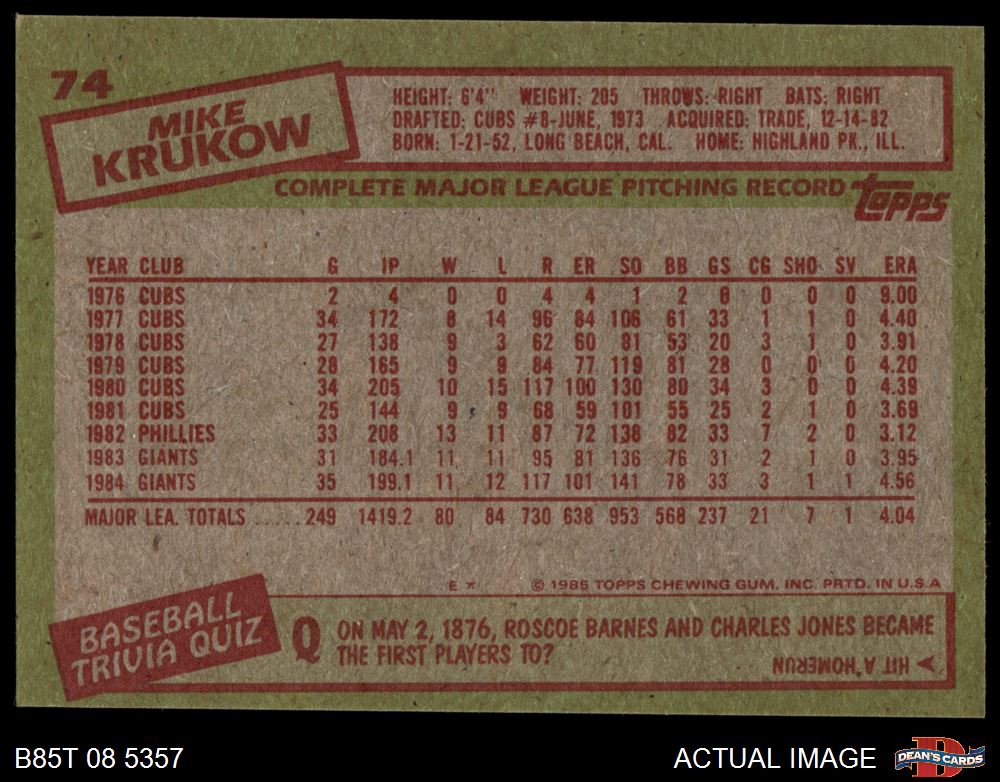 74
MIKE
KRUKOW
HEIGHT: 6'4" WEIGHT: 205 THROWS: RIGHT BATS: RIGHT
DRAFTED: CUBS #8-JUNE, 1973 ACQUIRED: TRADE, 12-14-82
BORN: 1-21-52, LONG BEACH, CAL. HOME: HIGHLAND PK., ILL.
COMPLETE MAJOR LEAGUE PITCHING RECORD topps
YEAR CLUB G IP W L R ER SO BB GS CG SHO SV ERA
1976 CUBS 2 4 0 0 4 4 1 2 0 0 0 0 9.00
1977 CUBS 34 172 8 14 96 84 106 61 33 1 1 0 4.40
1978 CUBS 27 138 9 3 62 60 81 53 20 3 1 0 3.91
1979 CUBS 28 165 9 9 84 77 119 81 28 0 0 0 4.20
1980 CUBS 34 205 10 15 117 100 130 80 34 3 0 0 4.39
1981 CUBS 25 144 9 9 68 59 101 55 25 2 1 0 3.69
1982 PHILLIES 33 208 13 11 87 72 138 82 33 7 2 0 3.12
1983 GIANTS 31 184.1 11 11 95 81 136 76 31 2 1 0 3.95
1984 GIANTS 35 199.1 11 12 117 101 141 78 33 3 1 1 4.56
MAJOR LEA. TOTALS ..... 249 1419.2 80 84 730 638 953 568 237 21 7 1 4.04
E * © 1985 TOPPS CHEWING GUM, INC. PRTD. IN U.S.A
BASEBALL
TRIVIA QUIZ
Q ON MAY 2, 1876, ROSCOE BARNES AND CHARLES JONES BECAME
THE FIRST PLAYERS TO?
HIT A HOMERUN
B85T 08 5357
ACTUAL IMAGE
D
DEAN'S CARDS